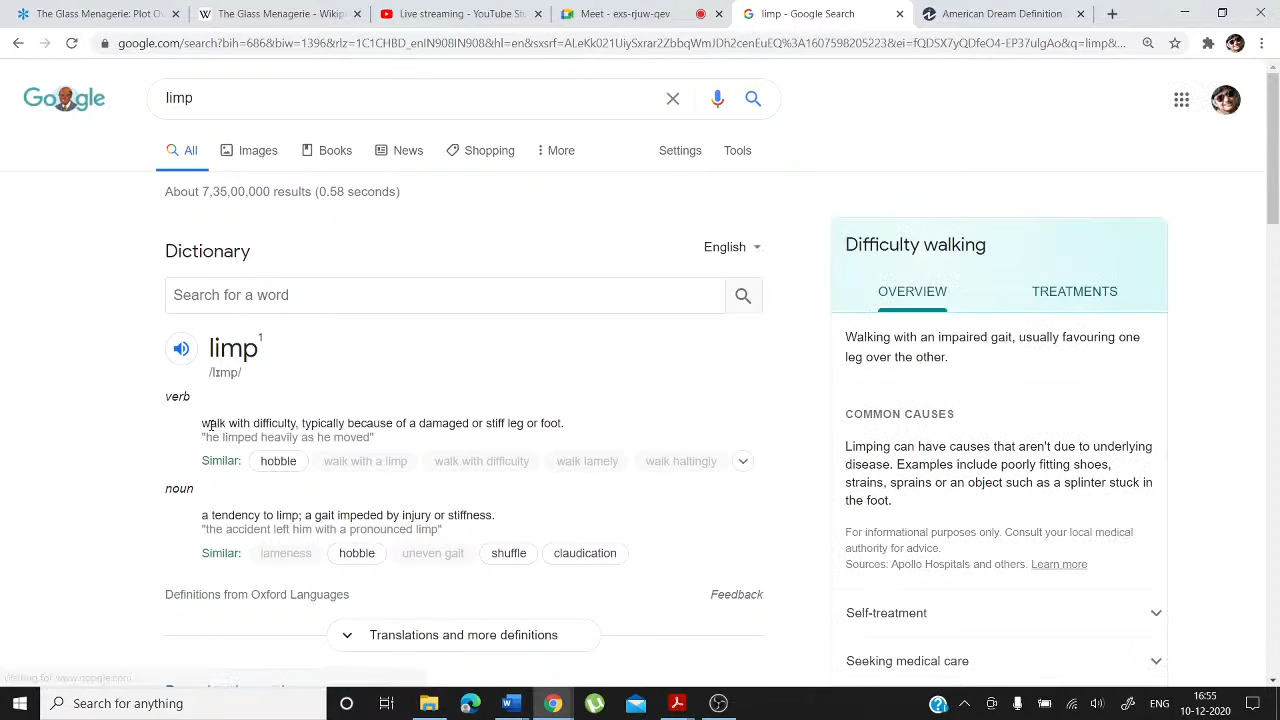 The Glass Menagerie: Plot O
The Glass Menagerie - Wikip
Live streaming - YouTube St
Meet - exs-rjuw-qev
limp - Google Search
American Dream Definition
google.com/search?bih=686&biw=1396&rlz=1C1CHBD_enIN908IN908&hl=en&sxsrf=ALeKk021UiySxrar2ZbbqWmJDh2cenEuEQ%3A1607598205223&ei=fQDSX7yQDfeO4-EP37ulgAo&q=limp&...
Google
limp
All
Images
Books
News
Shopping
More
Settings
Tools
About 7,35,00,000 results (0.58 seconds)
Dictionary
English
Search for a word
limp1
/lɪmp/
verb
walk with difficulty, typically because of a damaged or stiff leg or foot.
"he limped heavily as he moved"
Similar: hobble walk with a limp walk with difficulty walk lamely walk haltingly
noun
a tendency to limp; a gait impeded by injury or stiffness.
"the accident left him with a pronounced limp"
Similar: lameness hobble uneven gait shuffle claudication
Definitions from Oxford Languages
Feedback
Translations and more definitions
Difficulty walking
OVERVIEW
TREATMENTS
Walking with an impaired gait, usually favouring one
leg over the other.
COMMON CAUSES
Limping can have causes that aren't due to underlying
disease. Examples include poorly fitting shoes,
strains, sprains or an object such as a splinter stuck in
the foot.
For informational purposes only. Consult your local medical
authority for advice.
Sources: Apollo Hospitals and others. Learn more
Self-treatment
Seeking medical care
Waiting for www.google.com
Search for anything
ENG
16:55
10-12-2020